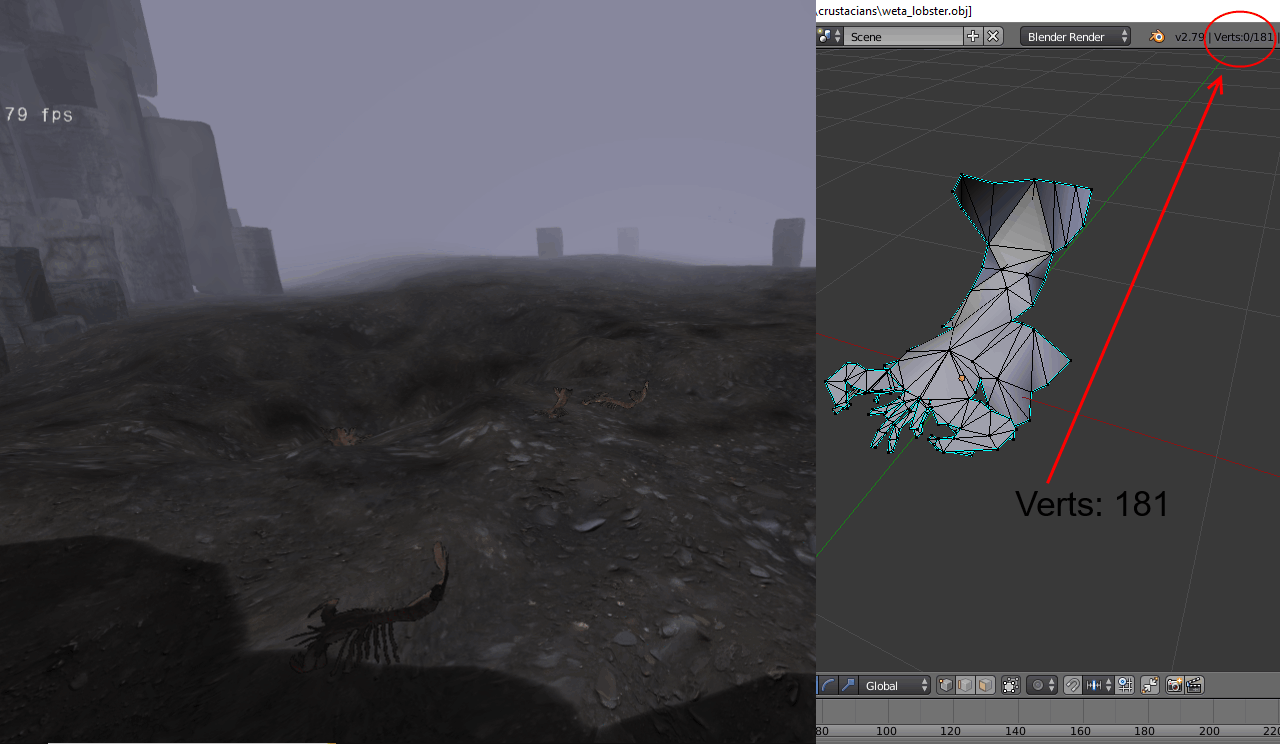 \crustacians\weta_lobster.obj]
Scene
Blender Render
v2.79 | Verts:0/181 |
79 fps
Verts: 181
Global
80 100 120 140 160 180 200 220